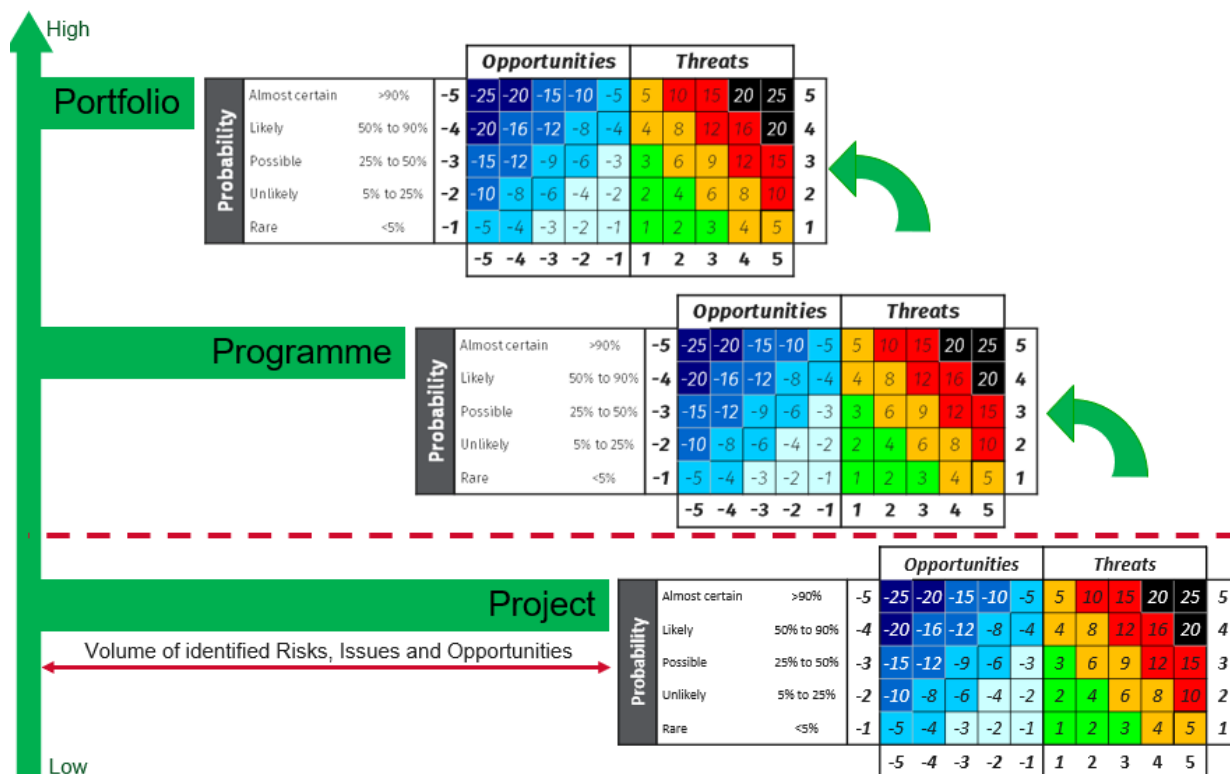 High
Portfolio
Opportunities Threats
Probability
Almost certain >90% -5 -25 -20 -15 -10 -5 5 10 15 20 25 5
Likely 50% to 90% -4 -20 -16 -12 -8 -4 4 8 12 16 20 4
Possible 25% to 50% -3 -15 -12 -9 -6 -3 3 6 9 12 15 3
Unlikely 5% to 25% -2 -10 -8 -6 -4 -2 2 4 6 8 10 2
Rare <5% -1 -5 -4 -3 -2 -1 1 2 3 4 5 1
-5 -4 -3 -2 -1 1 2 3 4 5
Programme
Opportunities Threats
Probability
Almost certain >90% -5 -25 -20 -15 -10 -5 5 10 15 20 25 5
Likely 50% to 90% -4 -20 -16 -12 -8 -4 4 8 12 16 20 4
Possible 25% to 50% -3 -15 -12 -9 -6 -3 3 6 9 12 15 3
Unlikely 5% to 25% -2 -10 -8 -6 -4 -2 2 4 6 8 10 2
Rare <5% -1 -5 -4 -3 -2 -1 1 2 3 4 5 1
-5 -4 -3 -2 -1 1 2 3 4 5
Project
Volume of identified Risks, Issues and Opportunities
Opportunities Threats
Probability
Almost certain >90% -5 -25 -20 -15 -10 -5 5 10 15 20 25 5
Likely 50% to 90% -4 -20 -16 -12 -8 -4 4 8 12 16 20 4
Possible 25% to 50% -3 -15 -12 -9 -6 -3 3 6 9 12 15 3
Unlikely 5% to 25% -2 -10 -8 -6 -4 -2 2 4 6 8 10 2
Rare <5% -1 -5 -4 -3 -2 -1 1 2 3 4 5 1
-5 -4 -3 -2 -1 1 2 3 4 5
Low